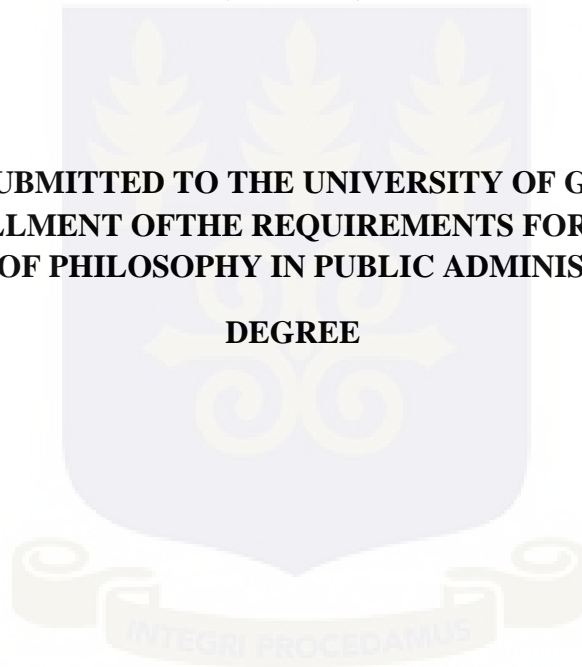 UBMITTED TO THE UNIVERSITY OF G
LLMENT OFTHE REQUIREMENTS FOR
OF PHILOSOPHY IN PUBLIC ADMINIS
DEGREE
INTEGRI PROCEDAMUS